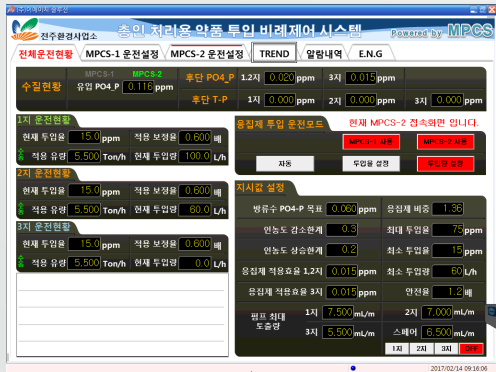 (주)미래이앤지 솔루션
전주환경사업소 총인 처리용 약품 투입 비례제어 시스템 Powered by MPCS
전체운전현황 MPCS-1 운전설정 MPCS-2 운전설정 TREND 알람내역 E.N.G
수질현황
MPCS-1 MPCS-2
유입 PO4_P 0.116 ppm
후단 PO4_P 1.2지 0.020 ppm 3지 0.015 ppm
후단 T-P 1지 0.000 ppm 2지 0.000 ppm 3지 0.000 ppm
1지 운전현황
현재 투입율 15.0 ppm 적용 보정율 0.600 배
수동 적용 유량 5.500 Ton/h 현재 투입량 100.0 L/h
2지 운전현황
현재 투입율 15.0 ppm 적용 보정율 0.600 배
수동 적용 유량 5,500 Ton/h 현재 투입량 60.0 L/h
3지 운전현황
현재 투입율 15.0 ppm 적용 보정율 0.600 배
수동 적용 유량 5,500 Ton/h 현재 투입량 0.0 L/h
응집제 투입 운전모드 현재 MPCS-2 접속화면 입니다.
MPCS-1 사용 MPCS-2 사용
자동 투입율 설정 투입량 설정
지시값 설정
방류수 PO4-P 목표 0.060 ppm 응집제 비중 1.36
인농도 감소한계 0.3 최대 투입율 75 ppm
인농도 상승한계 0.2 최소 투입율 15 ppm
응집제 적용효율 1,2지 0.015 ppm 최소 투입량 60 L/h
응집제 적용효율 3지 0.015 ppm 안전율 1.2 배
펌프 최대 토출량
1지 7.500 mL/m 2지 7.000 mL/m
3지 5.500 mL/m 스페어 6.500 mL/m
1지 2지 3지 OFF
2017/02/14 09:16:06